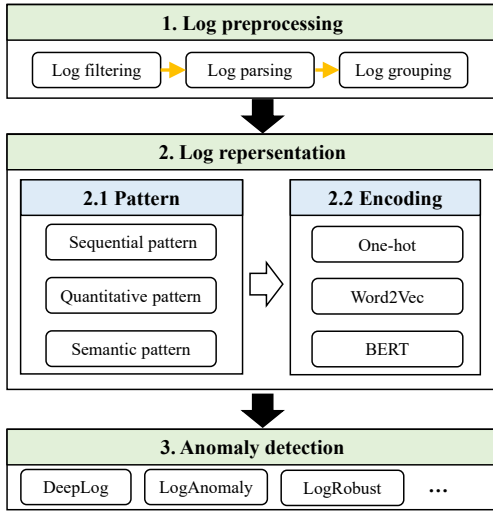 1. Log preprocessing
Log filtering
Log parsing
Log grouping
2. Log repersentation
2.1 Pattern
2.2 Encoding
Sequential pattern
One-hot
Quantitative pattern
Word2Vec
Semantic pattern
BERT
3. Anomaly detection
DeepLog
LogAnomaly
LogRobust
...